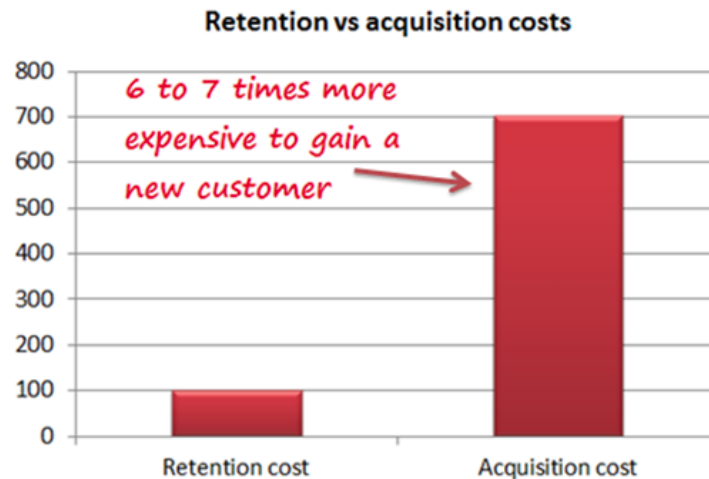 Retention vs acquisition costs
800
700
600
500
400
300
200
100
0
6 to 7 times more
expensive to gain a
new customer
Retention cost
Acquisition cost